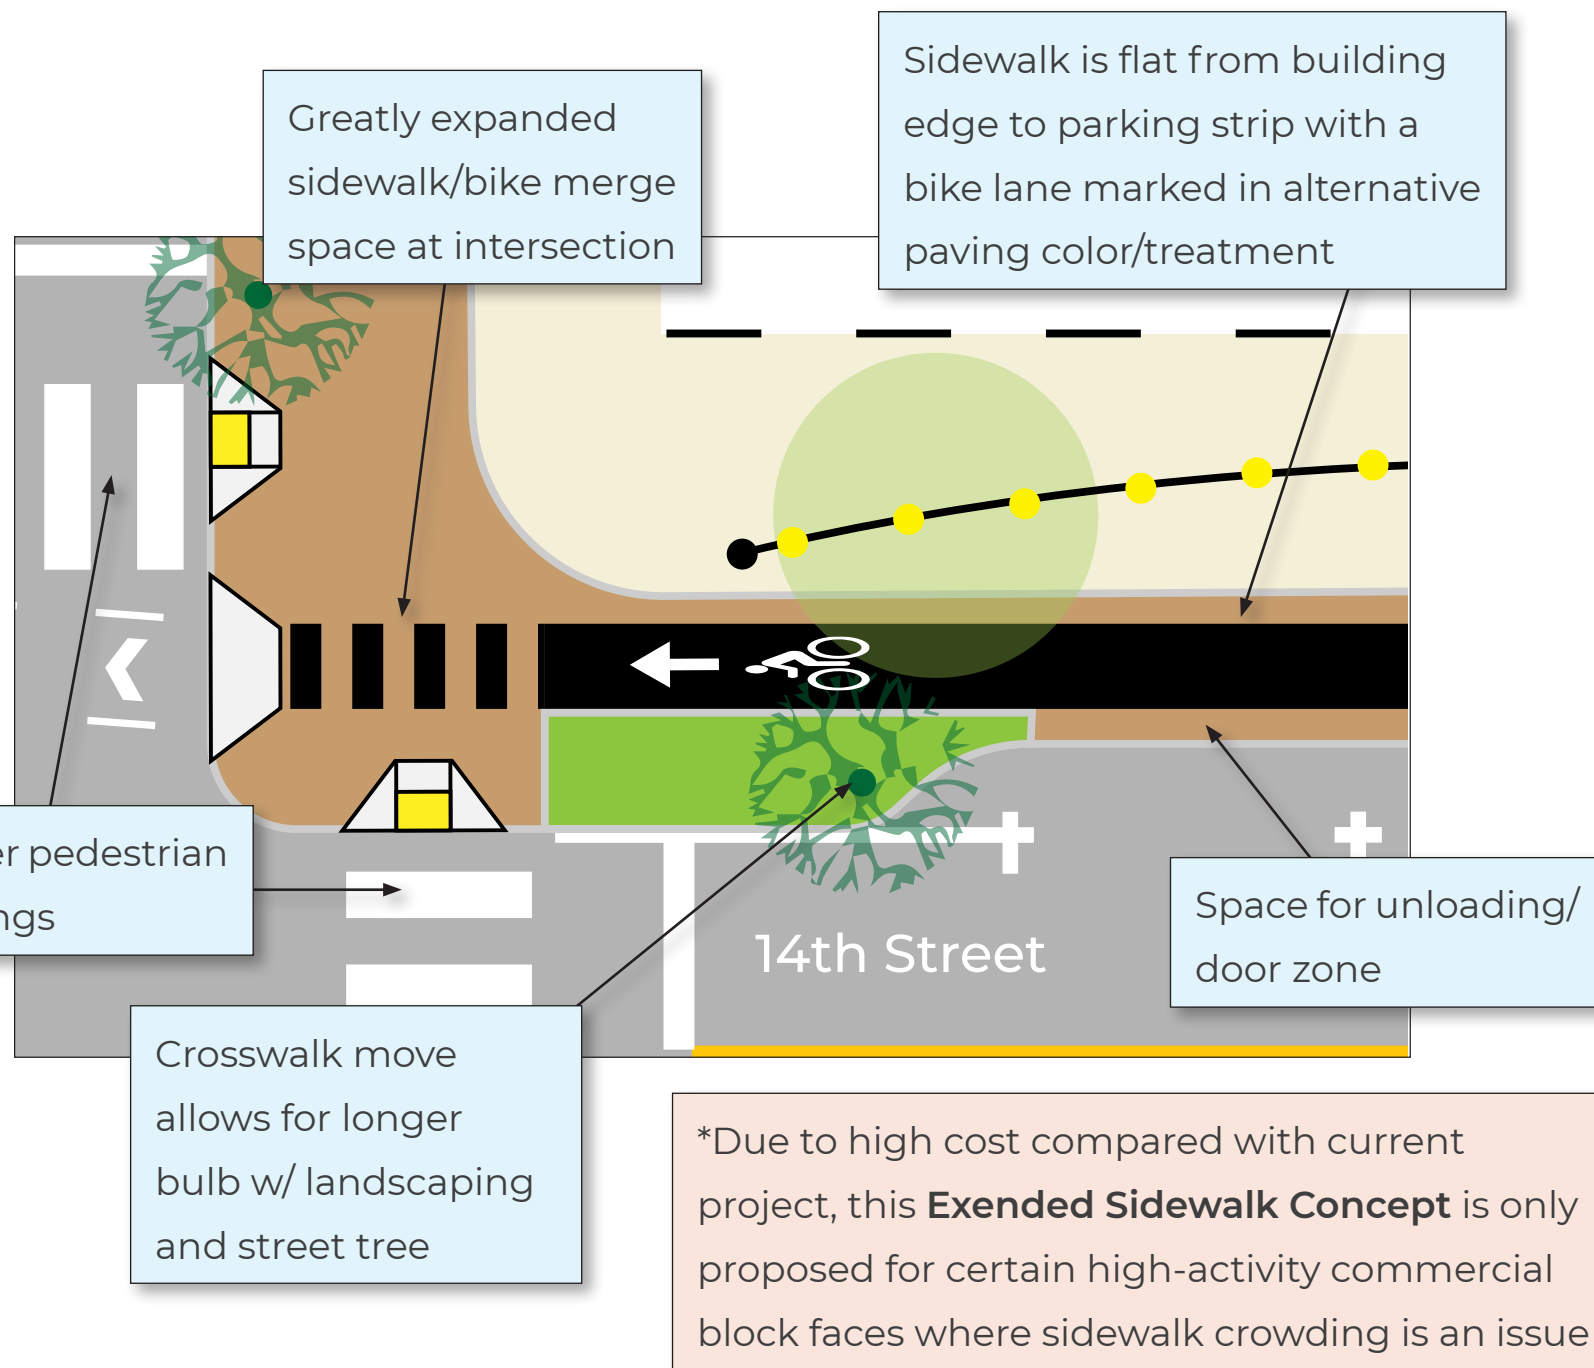 Greatly expanded
sidewalk/bike merge
space at intersection
Sidewalk is flat from building
edge to parking strip with a
bike lane marked in alternative
paving color/treatment
pedestrian
14th Street
Space for unloading/
door zone
Crosswalk move
allows for longer
bulb w/ landscaping
and street tree
*Due to high cost compared with current
project, this Exended Sidewalk Concept is only
proposed for certain high-activity commercial
block faces where sidewalk crowding is an issue